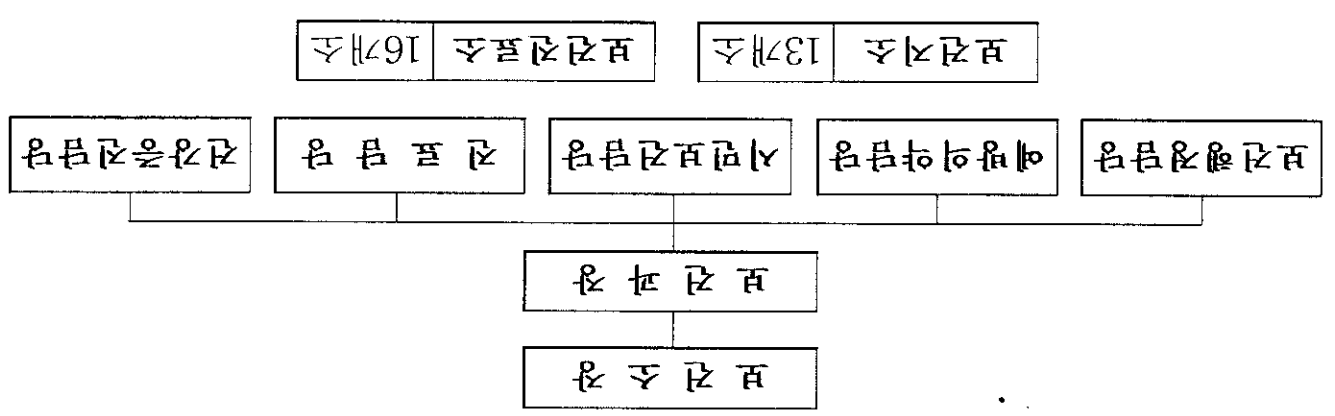 보 건 소 장
보 건 과 장
보건행정담당 예방의약담당 시민보건담당 진 료 담 당 건강증진담당
보건지소 13개소 보건진료소 16개소